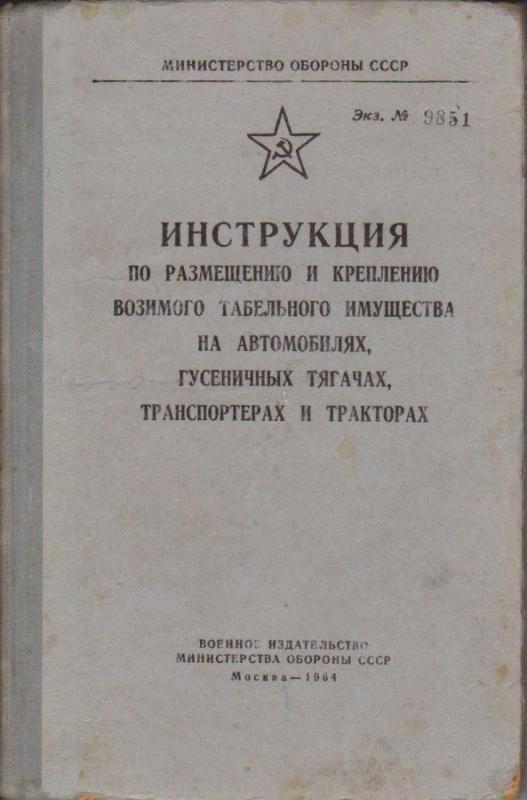 МИНИСТЕРСТВО ОБОРОНЫ СССР
Экз. № 9851
ИНСТРУКЦИЯ
ПО РАЗМЕЩЕНИЮ И КРЕПЛЕНИЮ
ВОЗИМОГО ТАБЕЛЬНОГО ИМУЩЕСТВА
НА АВТОМОБИЛЯХ,
ГУСЕНИЧНЫХ ТЯГАЧАХ,
ТРАНСПОРТЕРАХ И ТРАКТОРАХ
ВОЕННОЕ ИЗДАТЕЛЬСТВО
МИНИСТЕРСТВА ОБОРОНЫ СССР
Москва—1964